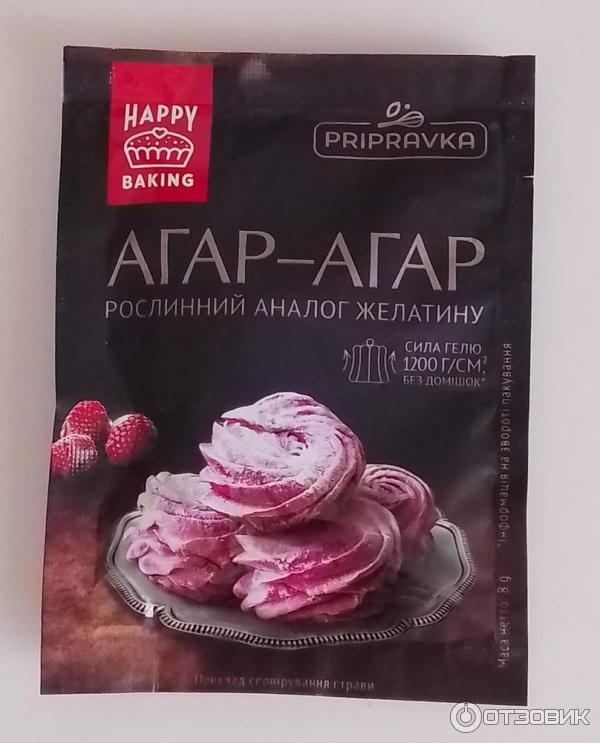 HAPPY
BAKING
PRIPRAVKA
АГАР–АГАР
РОСЛИННИЙ АНАЛОГ ЖЕЛАТИНУ
СИЛА ГЕЛЮ
1200 Г/СМ²,
БЕЗ ДОМІШОК*
Маса нетто: 8 g *Інформація на звороті пакування
Приклад сервірування страви
ОТЗОВИК